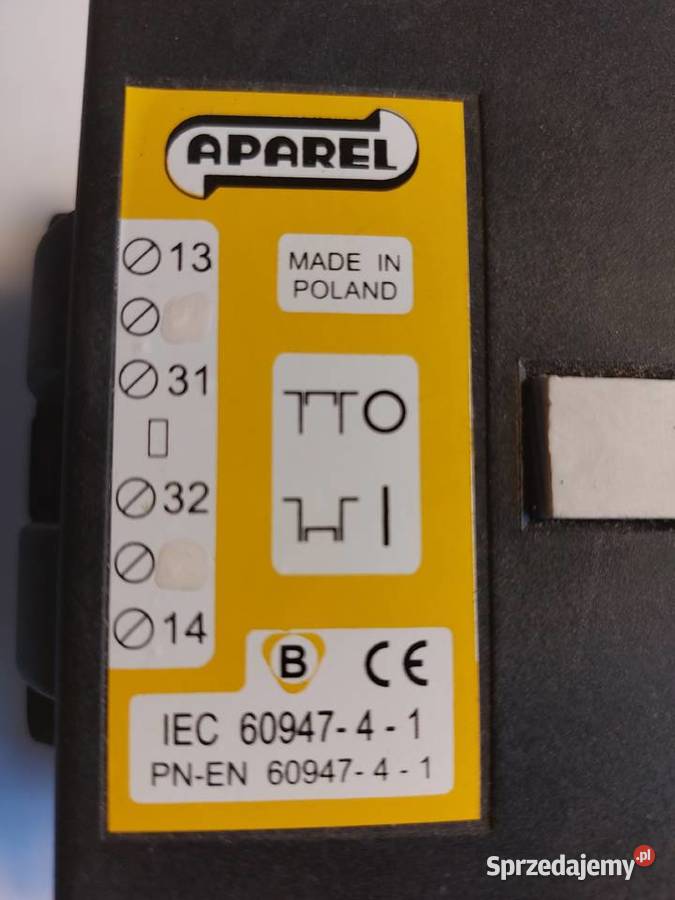 APAREL
13
MADE IN
POLAND
31
32
14
B CE
IEC 60947-4-1
PN-EN 60947-4-1
Sprzedajemy.pl